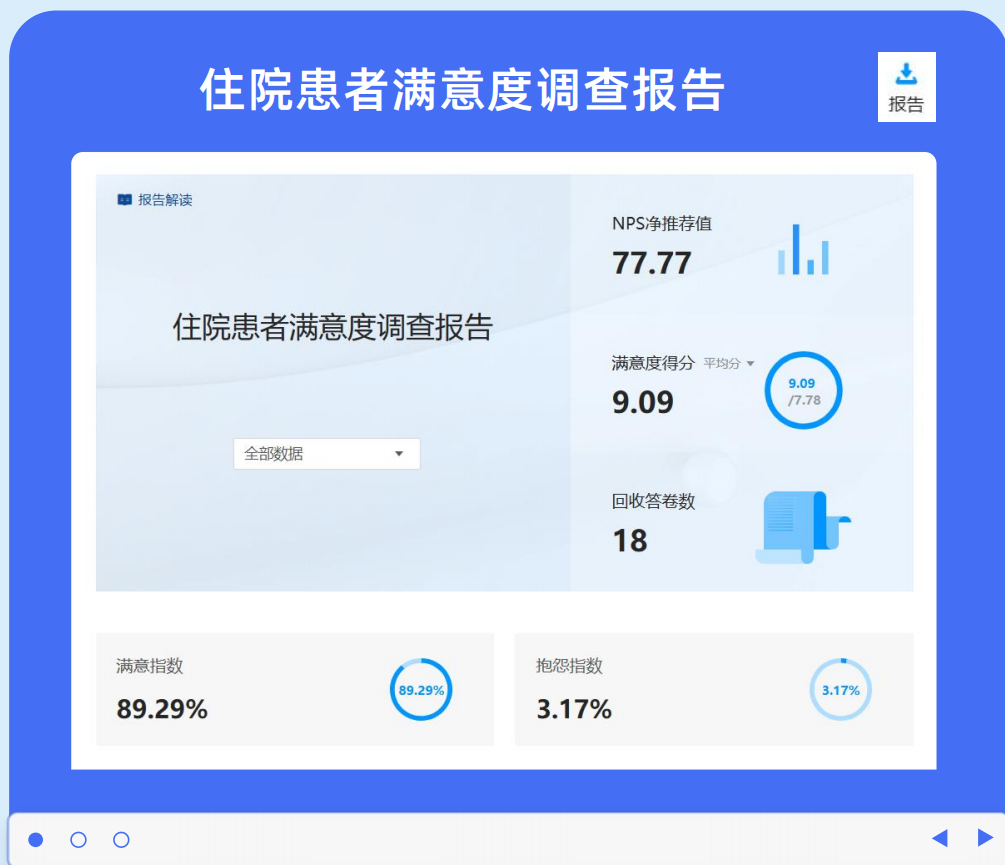 住院患者满意度调查报告
报告
报告解读
住院患者满意度调查报告
全部数据
NPS净推荐值
77.77
满意度得分 平均分
9.09
9.09
/7.78
回收答卷数
18
满意指数
89.29%
89.29%
抱怨指数
3.17%
3.17%